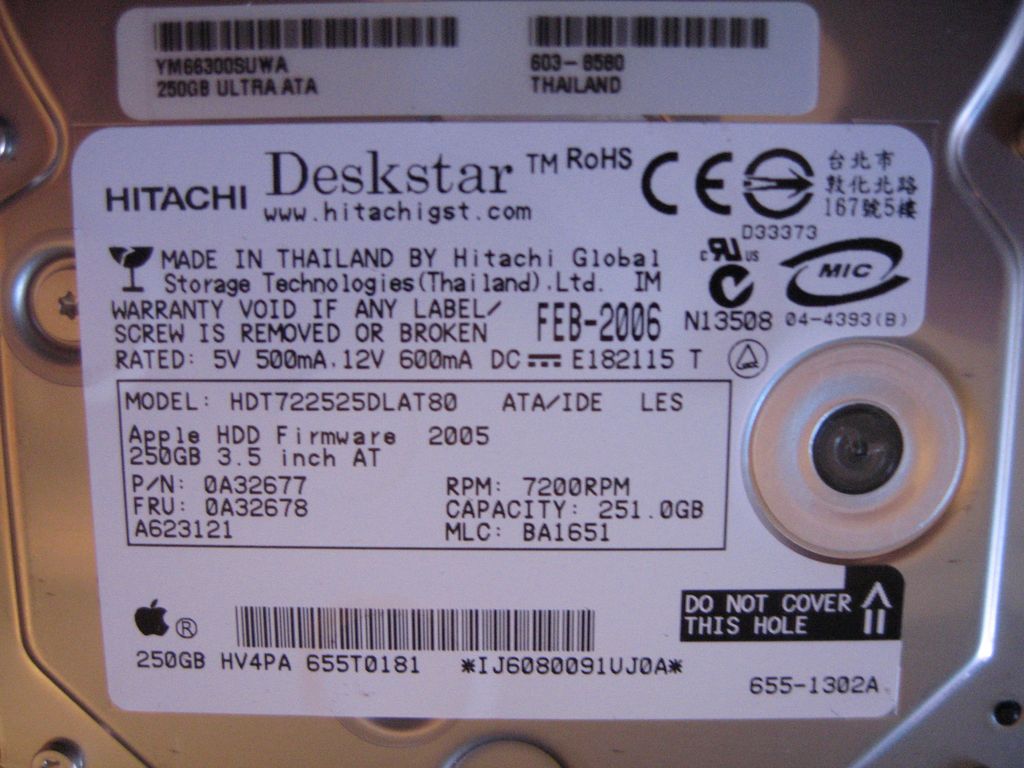 YM66300SUWA
250GB ULTRA ATA
603-8580
THAILAND
HITACHI Deskstar TM RoHS CE
www.hitachigst.com
台北市
敦化北路
167號5樓
D33373
MADE IN THAILAND BY Hitachi Global
Storage Technologies(Thailand).Ltd. IM
c RU US
MIC
WARRANTY VOID IF ANY LABEL/
SCREW IS REMOVED OR BROKEN
FEB-2006
N13508 04-4393(B)
RATED: 5V 500mA.12V 600mA DC E182115 T
MODEL: HDT722525DLAT80 ATA/IDE LES
Apple HDD Firmware 2005
250GB 3.5 inch AT
P/N: 0A32677 RPM: 7200RPM
FRU: 0A32678 CAPACITY: 251.0GB
A623121 MLC: BA1651
®
DO NOT COVER
THIS HOLE
250GB HV4PA 655T0181 *IJ6080091UJ0A*
655-1302A